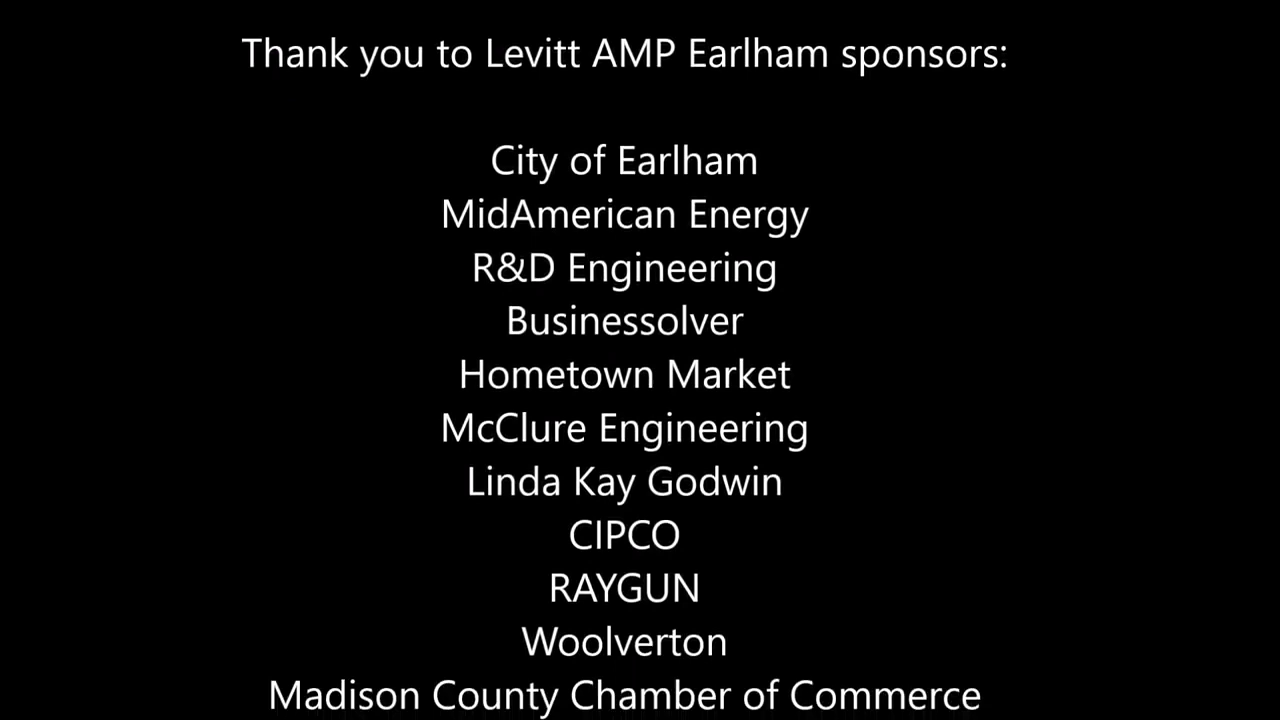 Thank you to Levitt AMP Earlham sponsors:
City of Earlham
MidAmerican Energy
R&D Engineering
Businessolver
Hometown Market
McClure Engineering
Linda Kay Godwin
CIPCO
RAYGUN
Woolverton
Madison County Chamber of Commerce